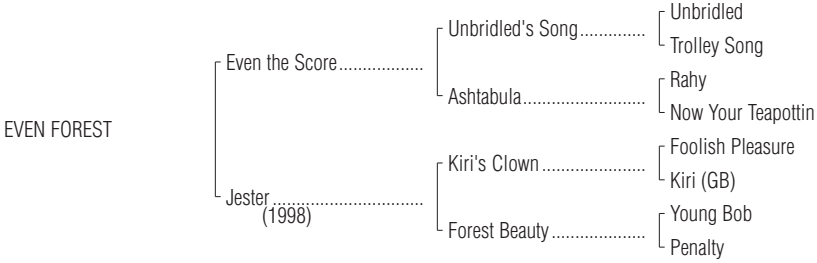 Unbridled
Unbridled's Song..............
Trolley Song
Even the Score..................
Rahy
Ashtabula..........................
Now Your Teapottin
EVEN FOREST
Foolish Pleasure
Kiri's Clown ......................
Kiri (GB)
Jester ................................
(1998)
Young Bob
Forest Beauty ....................
Penalty